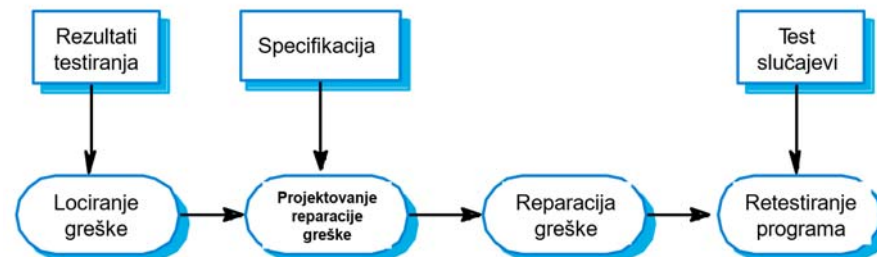 Rezultati
testiranja
Specifikacija
Test
slučajevi
Lociranje
greške
Projektovanje
reparacije
greške
Reparacija
greške
Retestiranje
programa